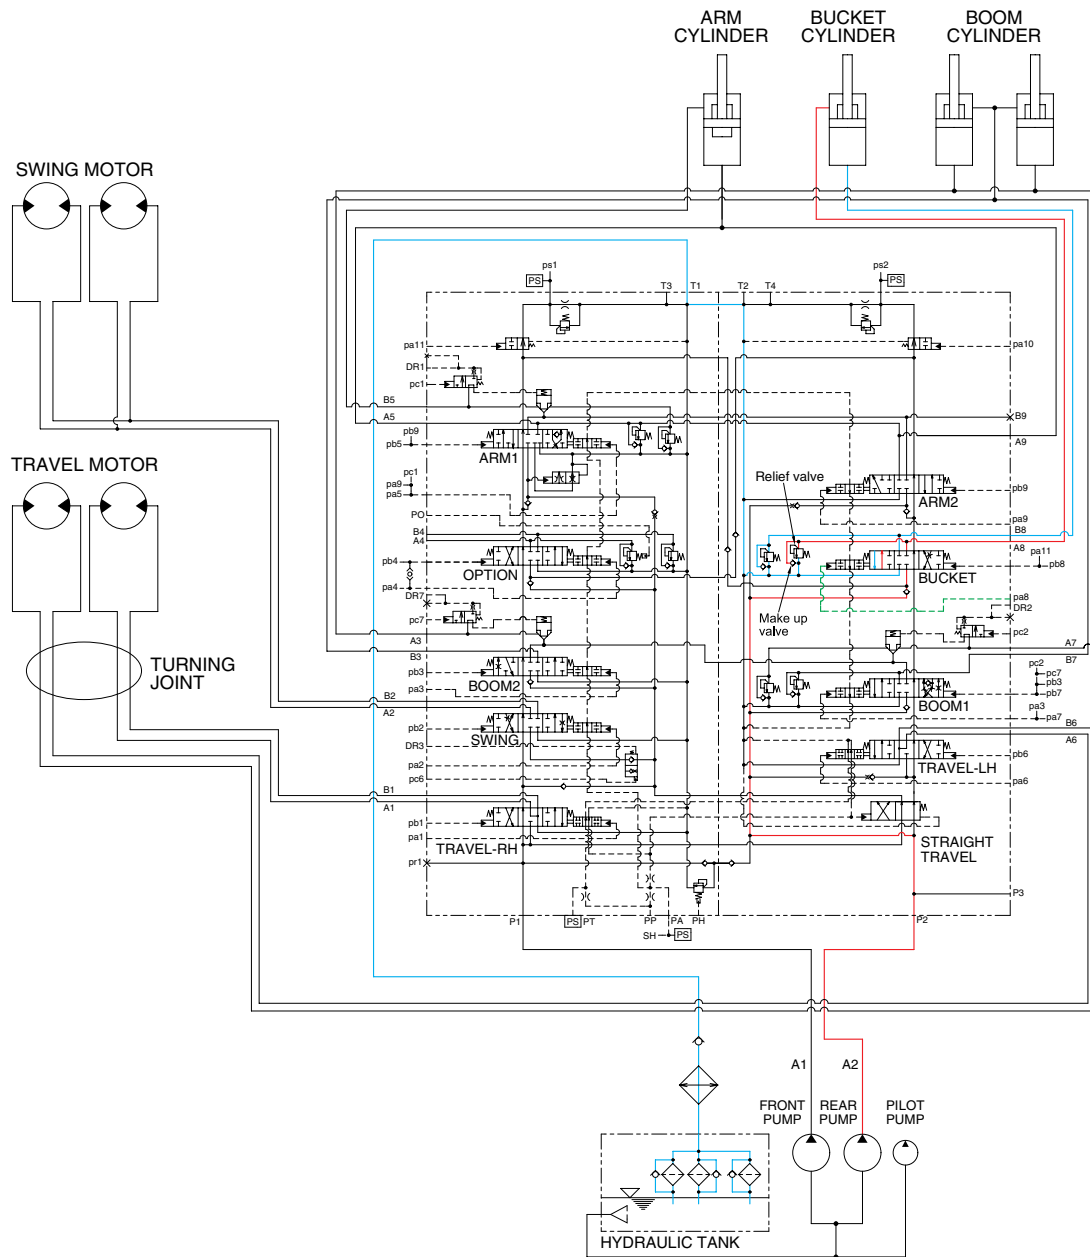 ARM
CYLINDER
BUCKET
CYLINDER
BOOM
CYLINDER
SWING MOTOR
TRAVEL MOTOR
TURNING
JOINT
ps1
PS
T3
T1
T2
T4
ps2
PS
pa11
DR1
pc1
B5
A5
pb9
pb5
ARM1
pc1
pa9
pa5
PO
B4
A4
pb4
OPTION
pa4
DR7
pc7
A3
B3
pb3
BOOM2
pa3
B2
A2
pb2
SWING
DR3
pa2
pc6
B1
A1
pb1
pa1
TRAVEL-RH
pr1
pa10
B9
A9
Relief valve
ARM2
pb9
pa9
B8
A8
pa11
pb8
BUCKET
Make up
valve
pa8
DR2
pc2
A7
B7
pc2
pc7
pb3
pb7
BOOM1
pa3
pa7
B6
A6
pb6
TRAVEL-LH
pa6
STRAIGHT
TRAVEL
P3
P1
PS
PT
PP
PA
PH
P2
SH
PS
A1
A2
FRONT
PUMP
REAR
PUMP
PILOT
PUMP
HYDRAULIC TANK